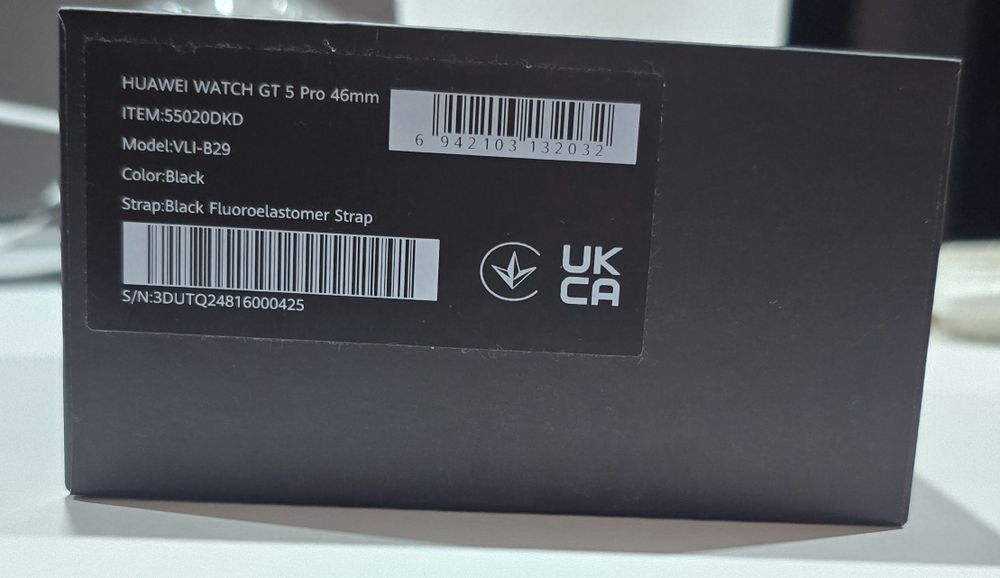 HUAWEI WATCH GT 5 Pro 46mm
ITEM:55020DKD
Model:VLI-B29
Color:Black
Strap:Black Fluoroelastomer Strap
S/N:3DUTQ24816000425
6 942103 132032
UK
CA